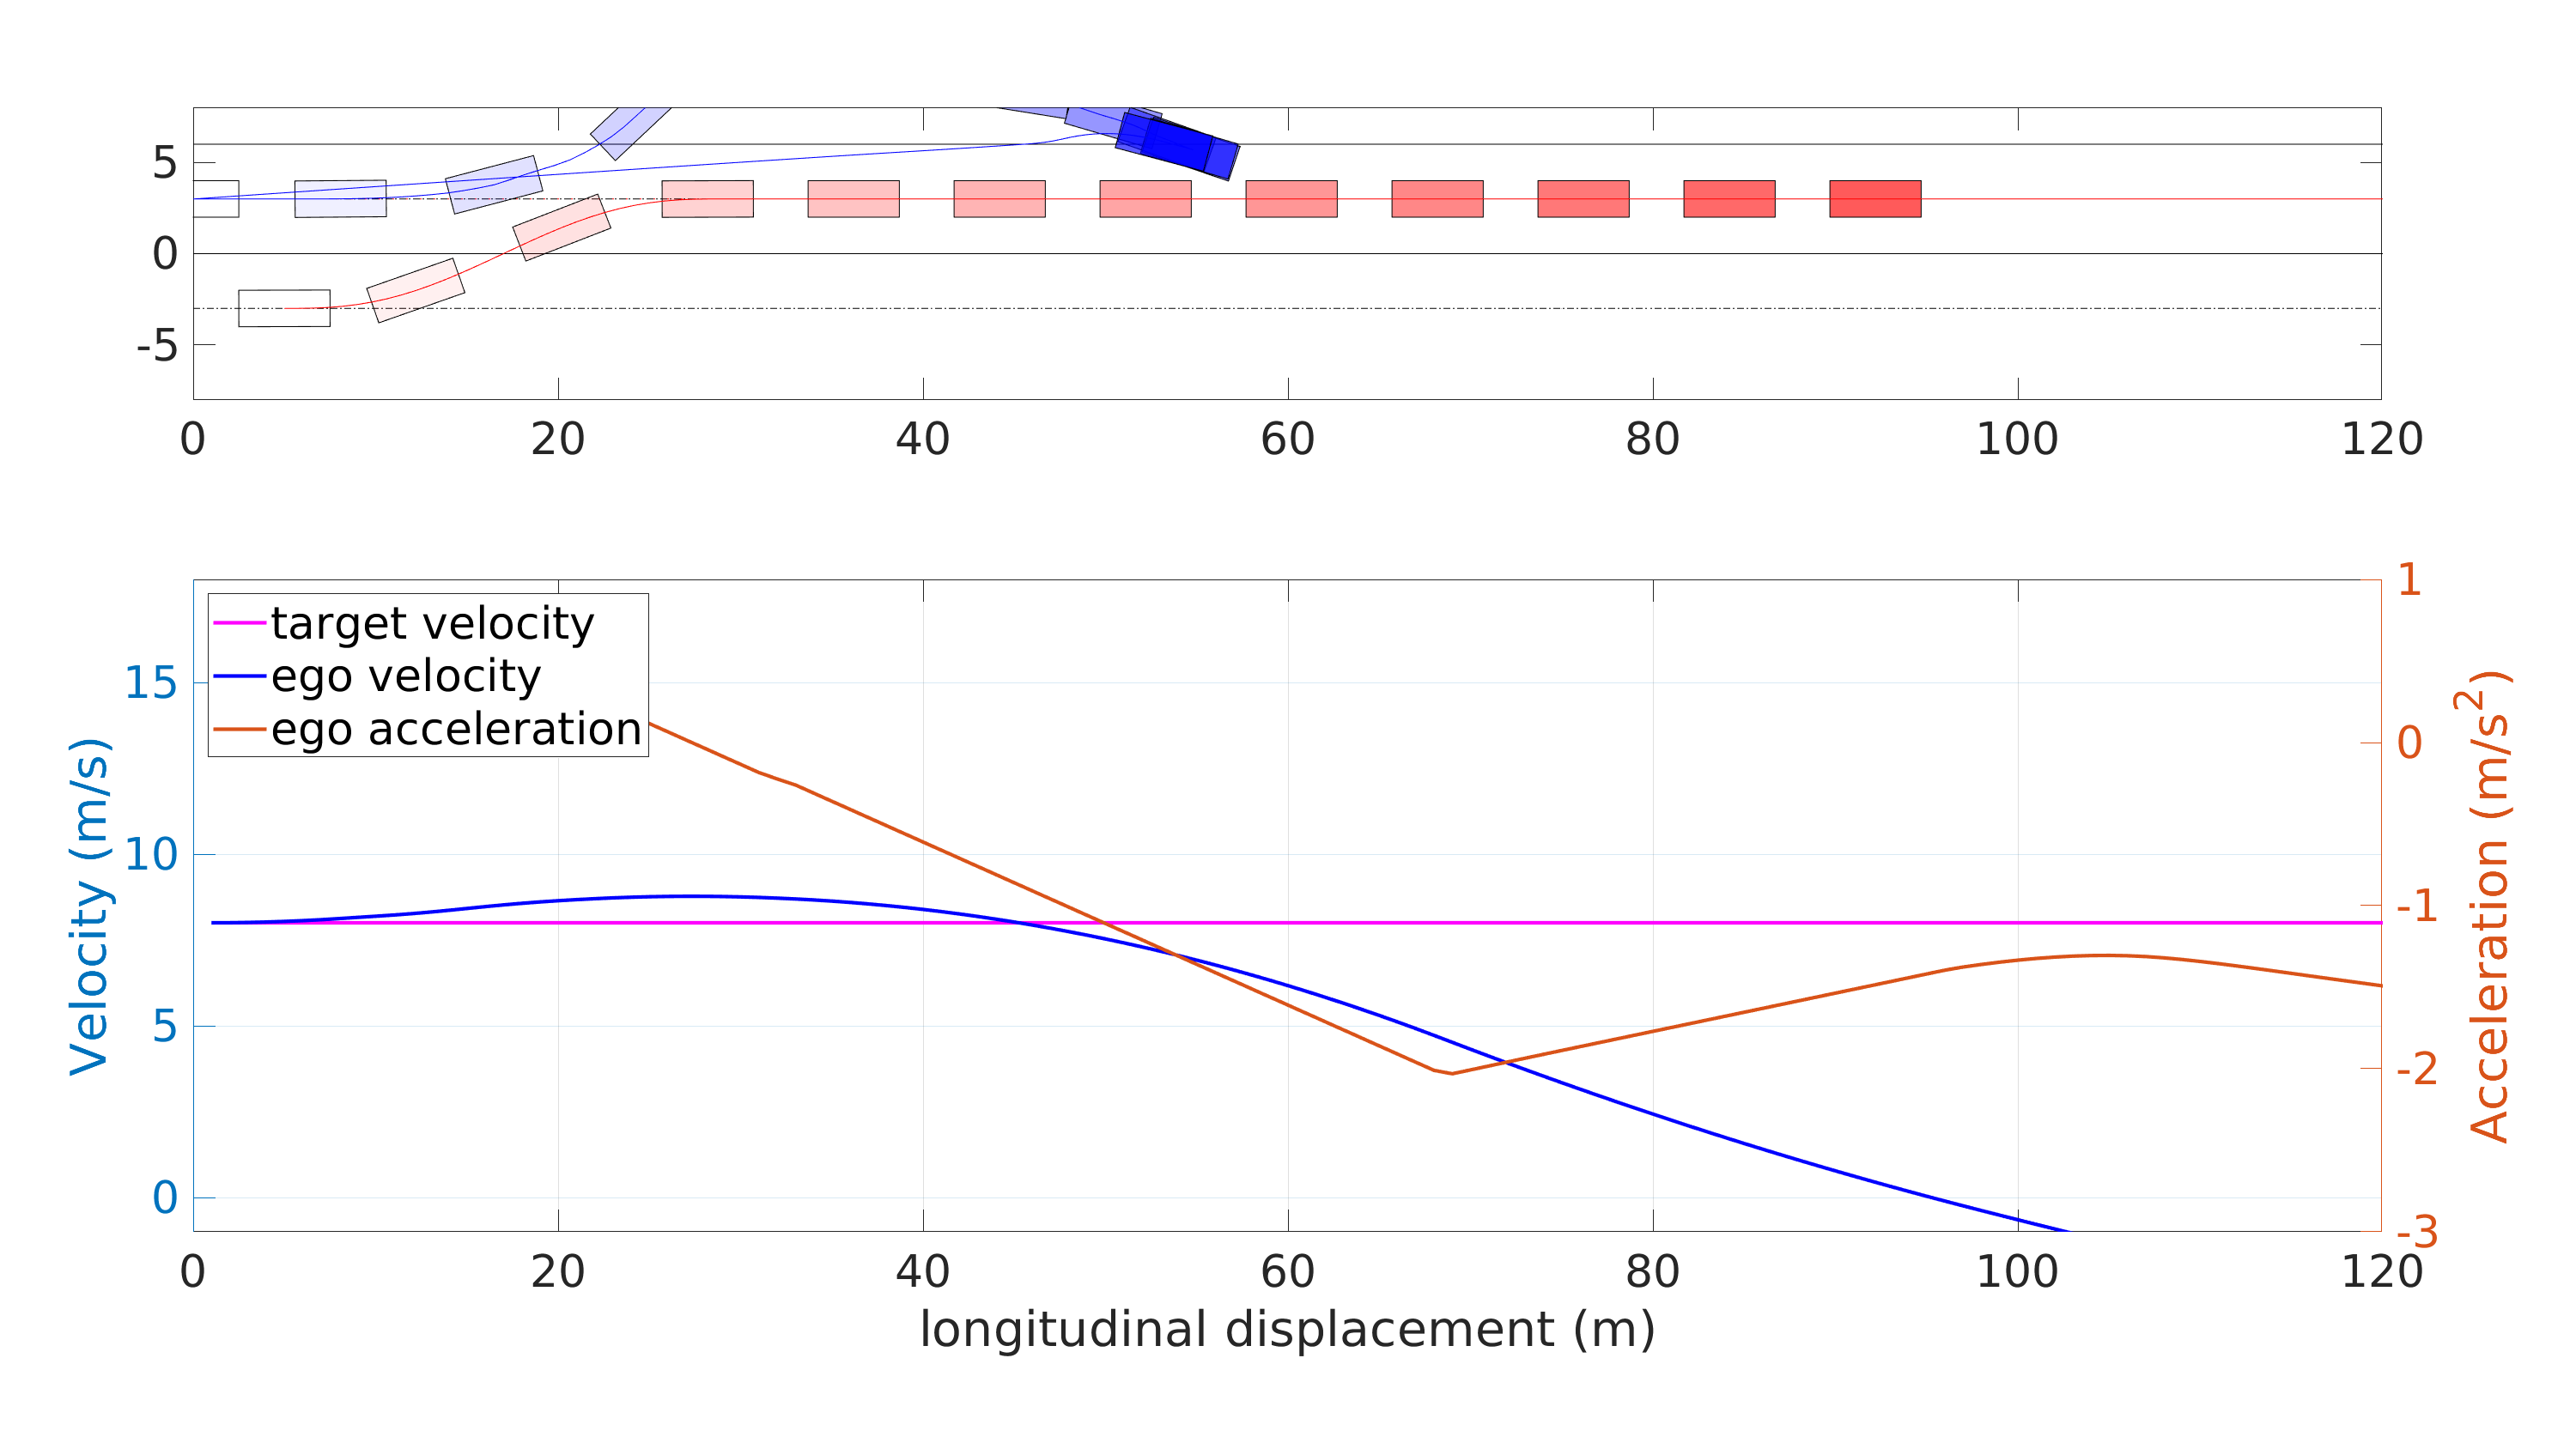 5
0
-5
0 20 40 60 80 100 120
target velocity
ego velocity
ego acceleration
Velocity (m/s)
15
10
5
0
1
0
-1
-2
-3
Acceleration (m/s²)
0 20 40 60 80 100 120
longitudinal displacement (m)